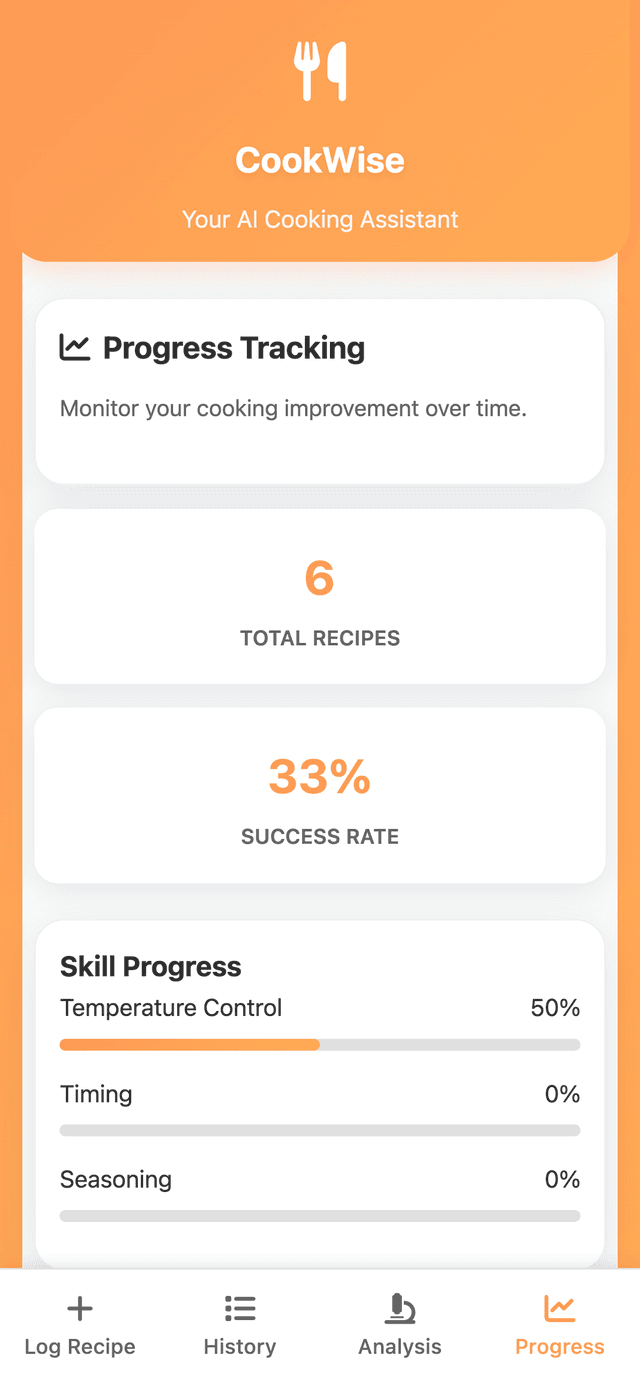 CookWise
Your AI Cooking Assistant
Progress Tracking
Monitor your cooking improvement over time.
6
TOTAL RECIPES
33%
SUCCESS RATE
Skill Progress
Temperature Control 50%
Timing 0%
Seasoning 0%
Log Recipe History Analysis Progress